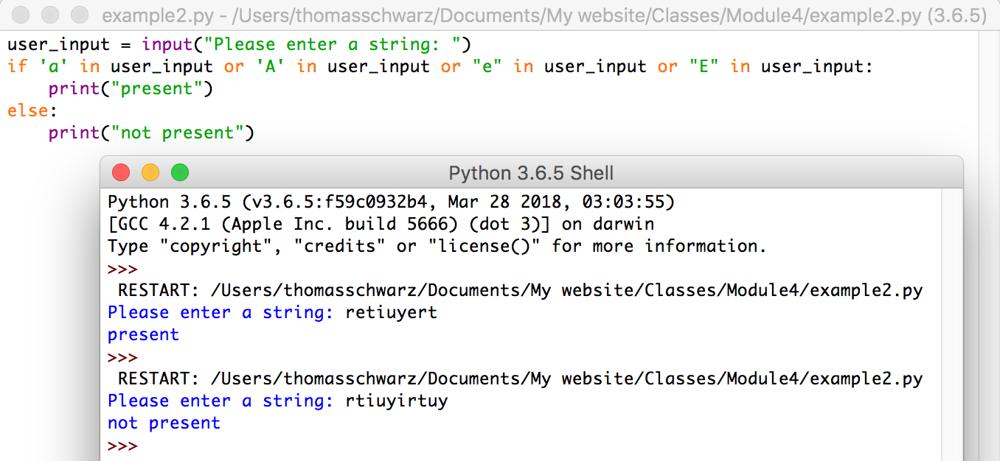 example2.py - /Users/thomasschwarz/Documents/My website/Classes/Module4/example2.py (3.6.5)
user_input = input("Please enter a string: ")
if 'a' in user_input or 'A' in user_input or "e" in user_input or "E" in user_input:
    print("present")
else:
    print("not present")
Python 3.6.5 Shell
Python 3.6.5 (v3.6.5:f59c0932b4, Mar 28 2018, 03:03:55)
[GCC 4.2.1 (Apple Inc. build 5666) (dot 3)] on darwin
Type "copyright", "credits" or "license()" for more information.
>>>
 RESTART: /Users/thomasschwarz/Documents/My website/Classes/Module4/example2.py
Please enter a string: retiuyert
present
>>>
 RESTART: /Users/thomasschwarz/Documents/My website/Classes/Module4/example2.py
Please enter a string: rtiuyirtuy
not present
>>>